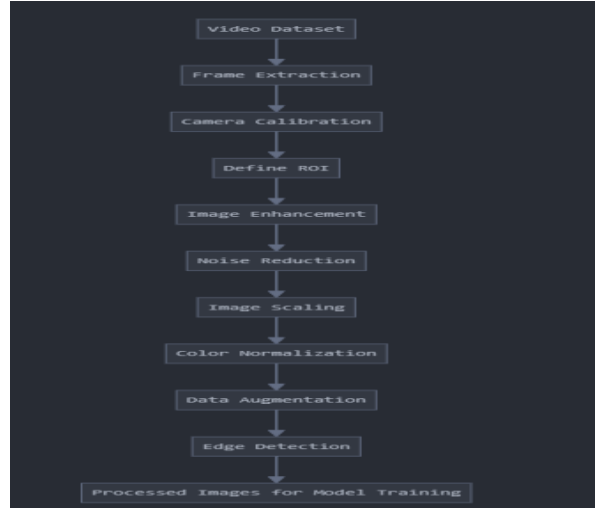 Video Dataset
Frame Extraction
Camera Calibration
Define ROI
Image Enhancement
Noise Reduction
Image Scaling
Color Normalization
Data Augmentation
Edge Detection
Processed Images for Model Training